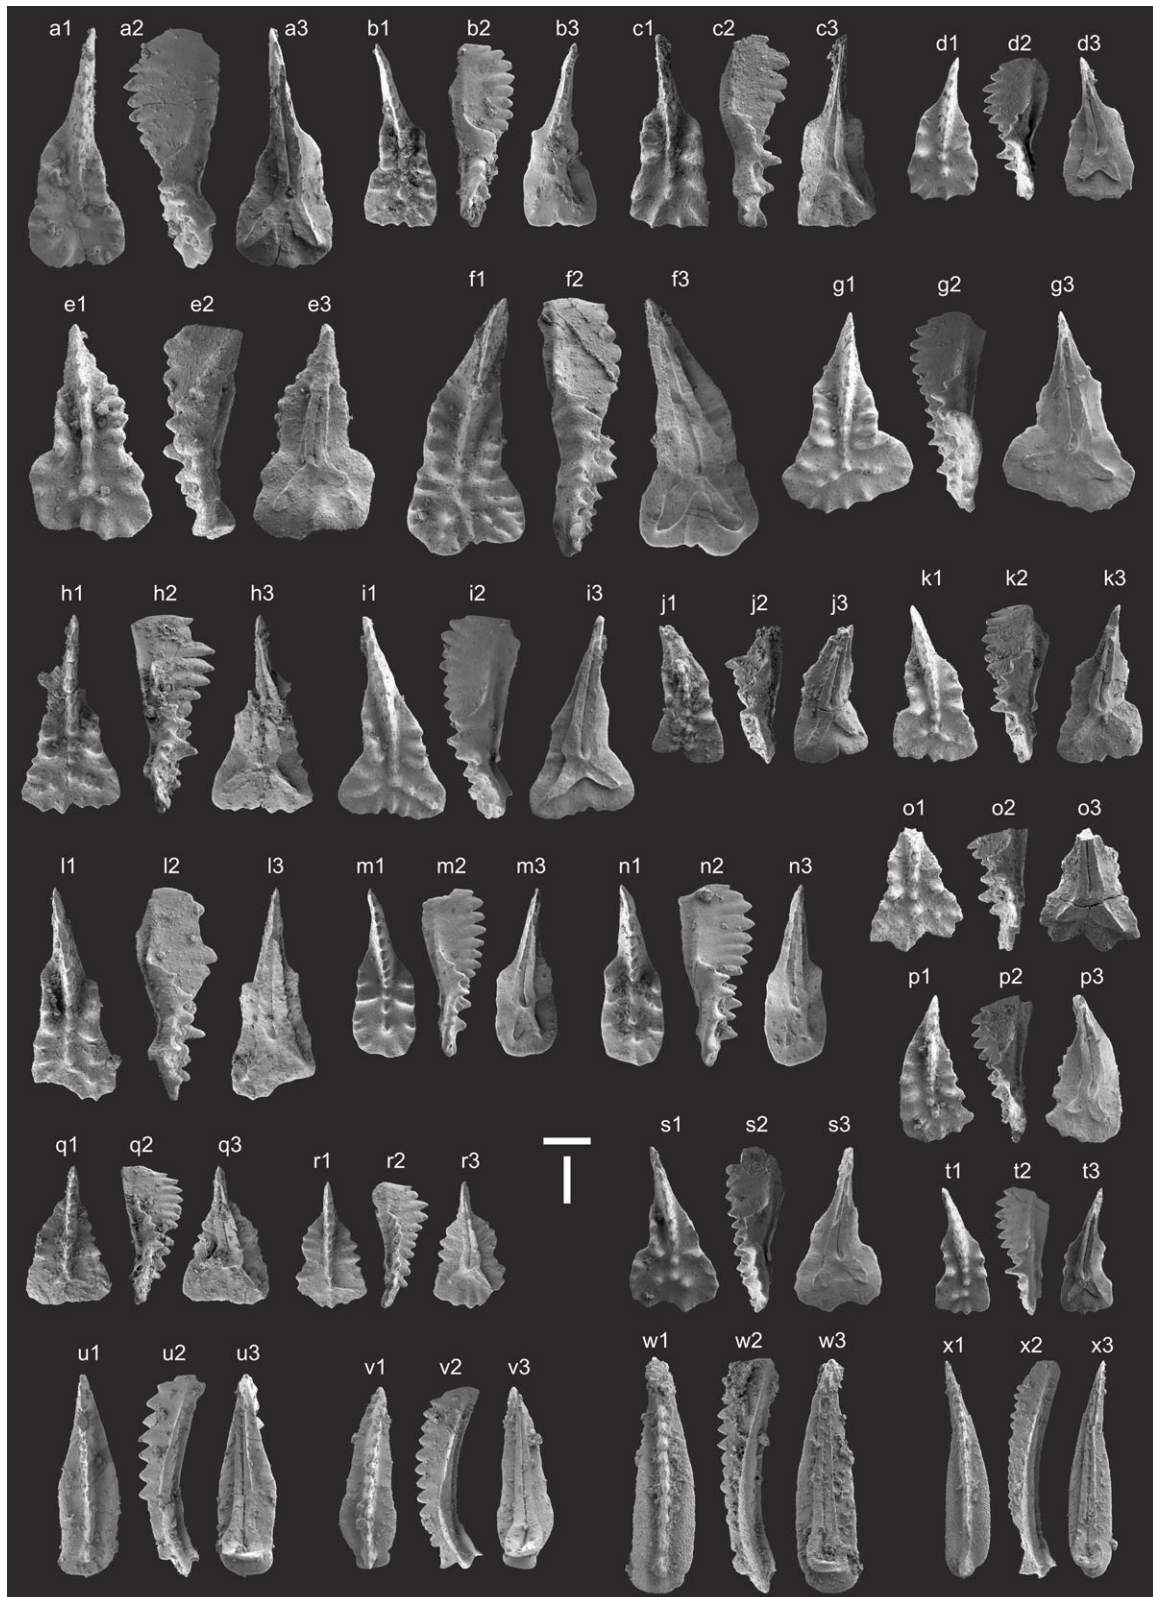 a1 a2 a3 b1 b2 b3 c1 c2 c3 d1 d2 d3
e1 e2 e3 f1 f2 f3 g1 g2 g3
h1 h2 h3 i1 i2 i3 j1 j2 j3 k1 k2 k3
o1 o2 o3
l1 l2 l3 m1 m2 m3 n1 n2 n3
p1 p2 p3
q1 q2 q3 r1 r2 r3 s1 s2 s3 t1 t2 t3
u1 u2 u3 v1 v2 v3 w1 w2 w3 x1 x2 x3